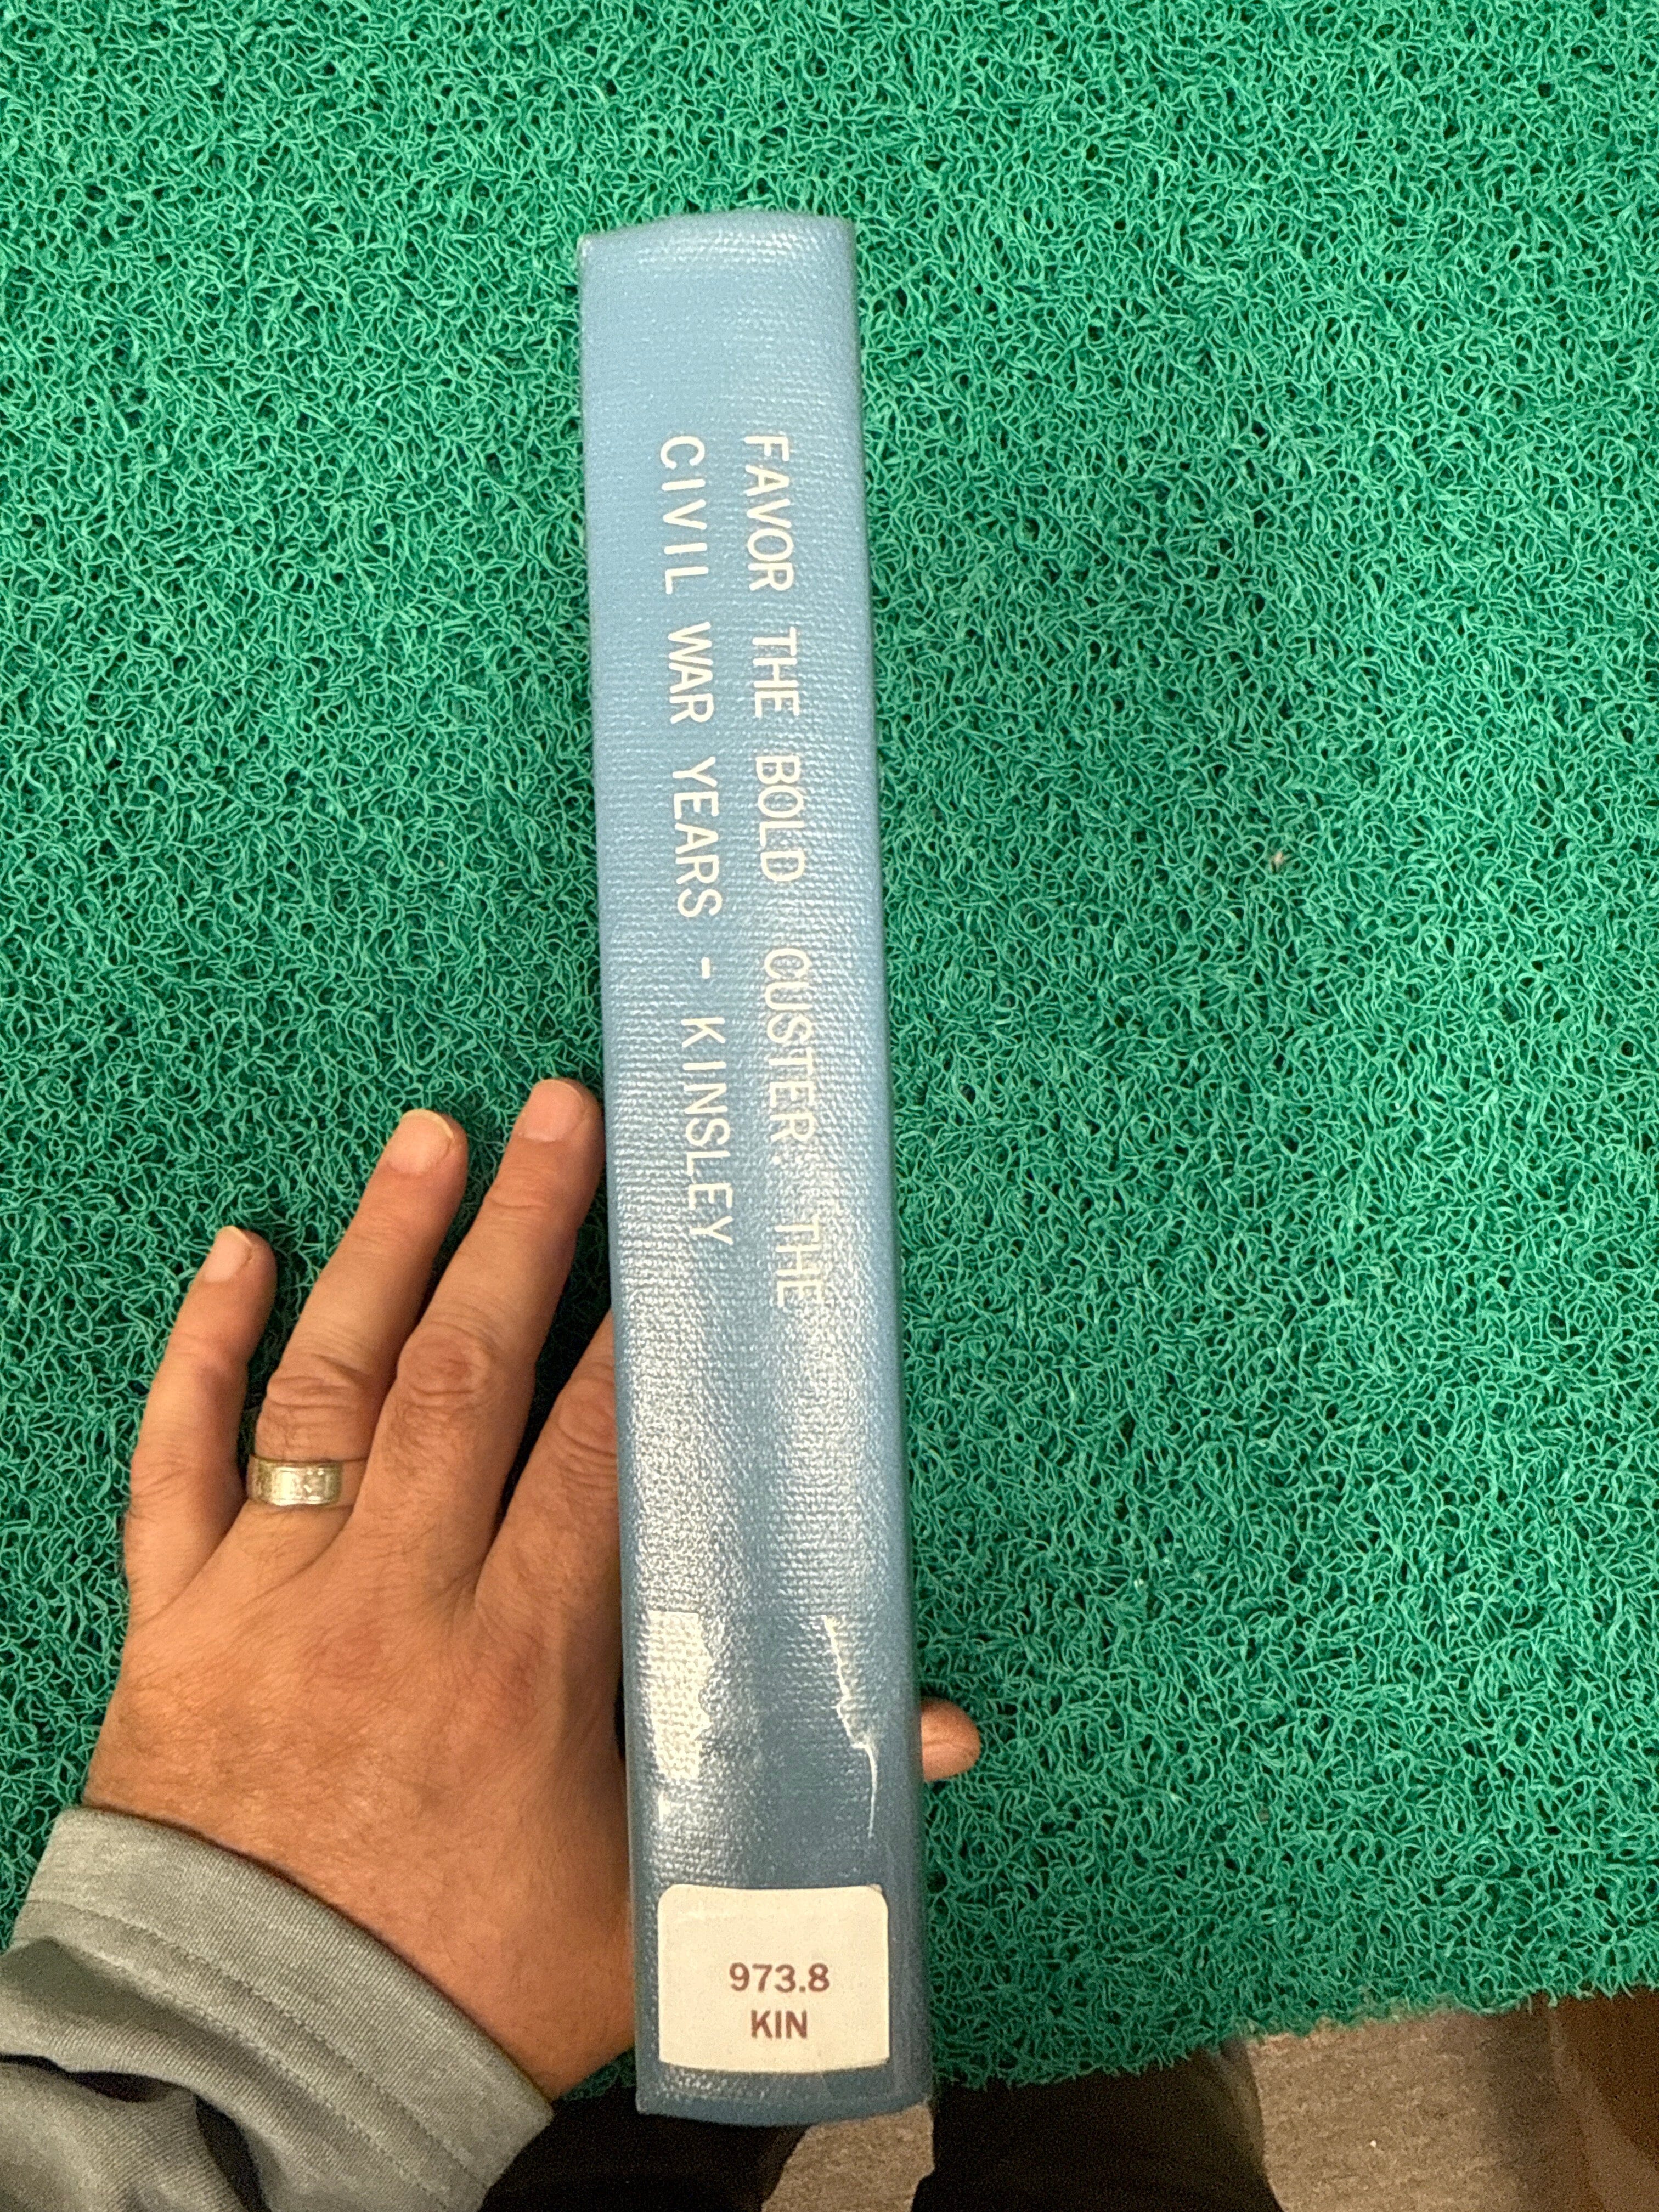 FAVOR THE BOLD CUSTER: THE
CIVIL WAR YEARS - KINSLEY
973.8
KIN